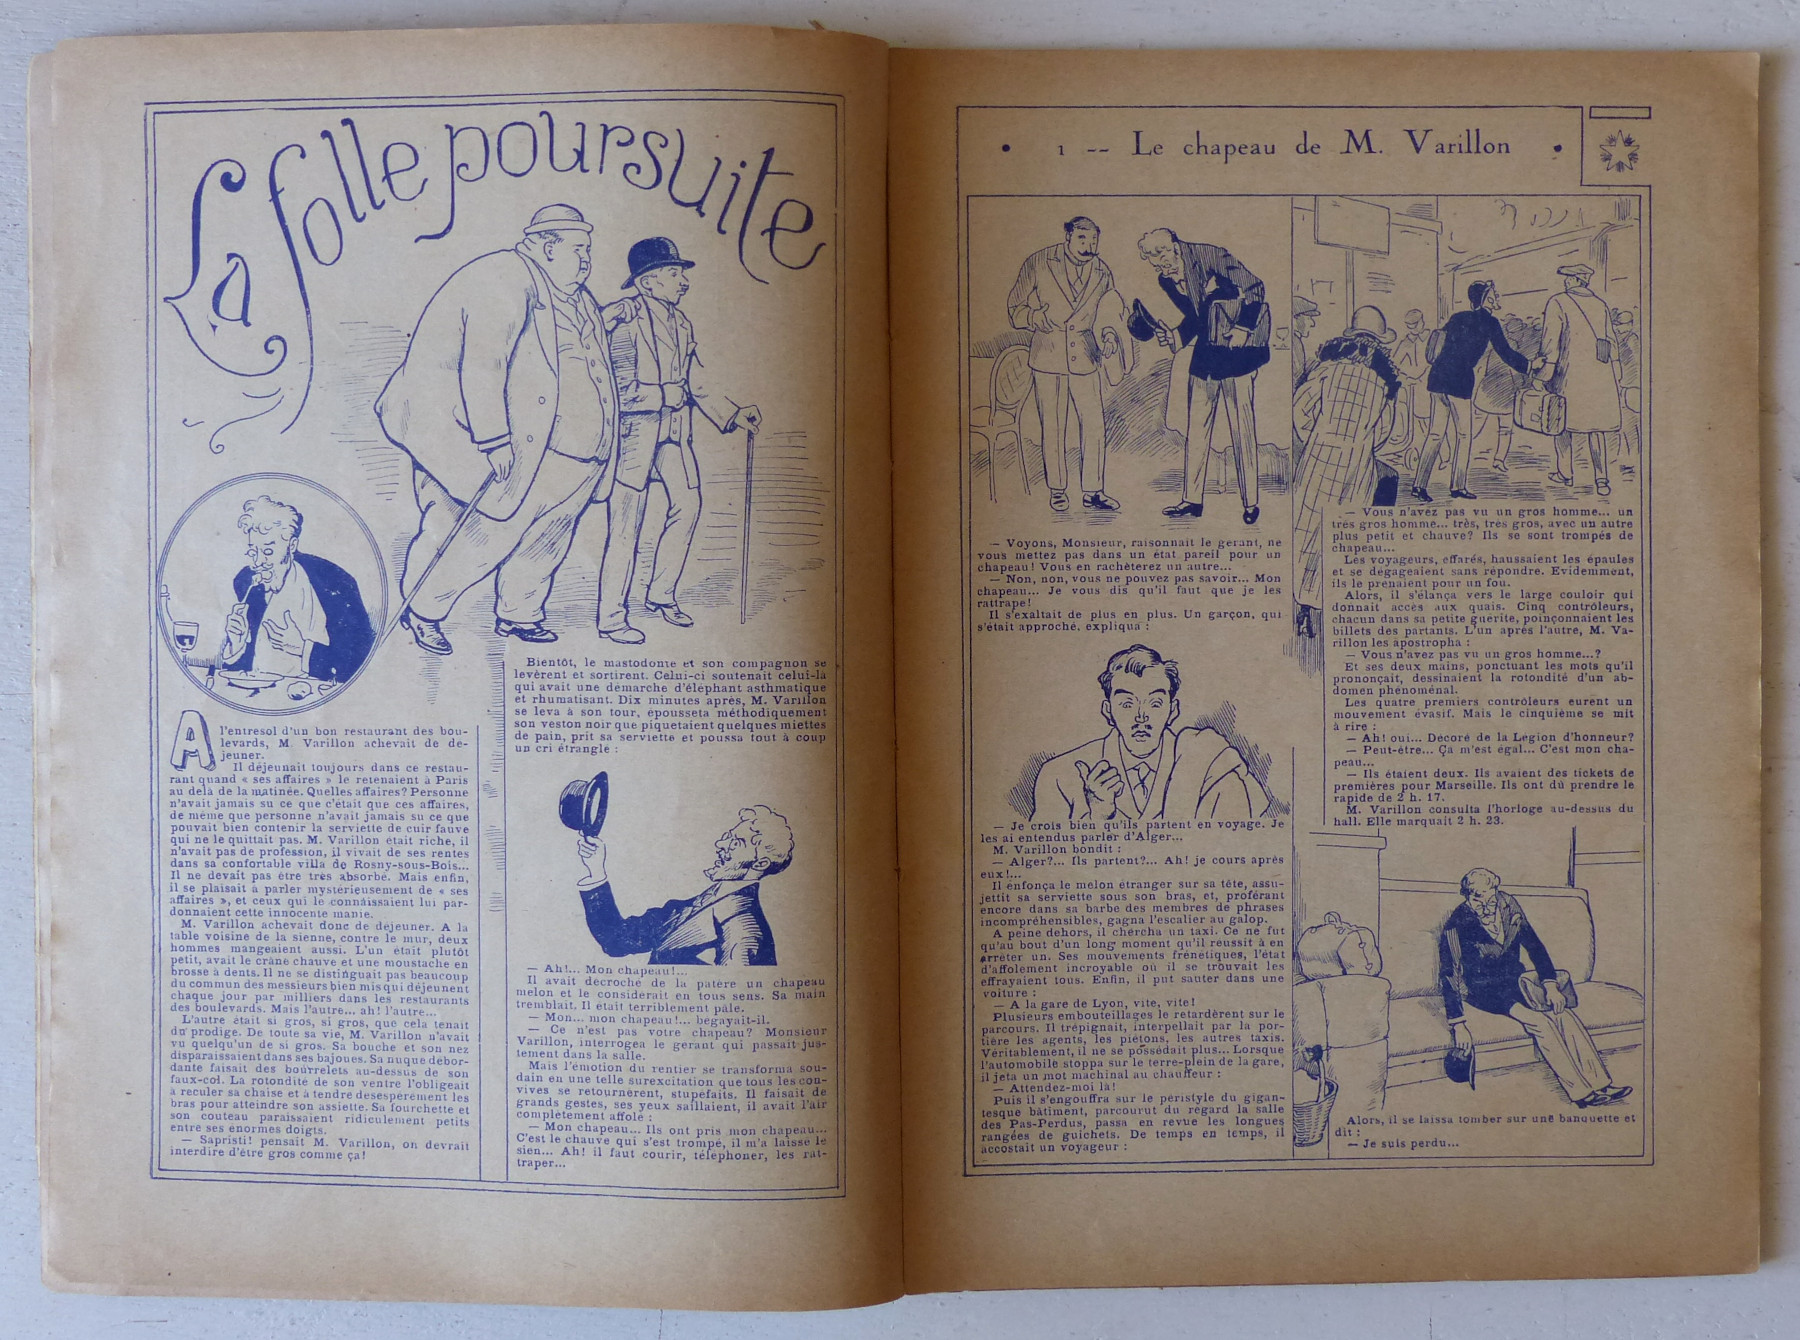 La folle poursuite
A l'entresol d'un bon restaurant des bou-
levards, M. Varillon achevait de dé-
jeuner.
Il déjeunait toujours dans ce restau-
rant quand « ses affaires » le retenaient à Paris
au delà de la matinée. Quelles affaires? Personne
n'avait jamais su ce que c'était que ces affaires,
de même que personne n'avait jamais su ce que
pouvait bien contenir la serviette de cuir fauve
qui ne le quittait pas. M. Varillon était riche, il
n'avait pas de profession, il vivait de ses rentes
dans sa confortable villa de Rosny-sous-Bois...
Il ne devait pas être très absorbé. Mais enfin,
il se plaisait à parler mystérieusement de « ses
affaires », et ceux qui le connaissaient lui par-
donnaient cette innocente manie.
M. Varillon achevait donc de déjeuner. A la
table voisine de la sienne, contre le mur, deux
hommes mangeaient aussi. L'un était plutôt
petit, avait le crâne chauve et une moustache en
brosse à dents. Il ne se distinguait pas beaucoup
du commun des messieurs bien mis qui déjeunent
chaque jour par milliers dans les restaurants
des boulevards. Mais l'autre... ah! l'autre...
L'autre était si gros, si gros, que cela tenait
du prodige. De toute sa vie, M. Varillon n'avait
vu quelqu'un de si gros. Sa bouche et son nez
disparaissaient dans ses bajoues. Sa nuque débor-
dante faisait des bourrelets au-dessus de son
faux-col. La rotondité de son ventre l'obligeait
à reculer sa chaise et à tendre désespérément les
bras pour atteindre son assiette. Sa fourchette et
son couteau paraissaient ridiculement petits
entre ses énormes doigts.
— Sapristi! pensait M. Varillon, on devrait
interdire d'être gros comme ça!
Bientôt, le mastodonte et son compagnon se
levèrent et sortirent. Celui-ci soutenait celui-là
qui avait une démarche d'éléphant asthmatique
et rhumatisant. Dix minutes après, M. Varillon
se leva à son tour, épousseta méthodiquement
son veston noir que piquetaient quelques miettes
de pain, prit sa serviette et poussa tout à coup
un cri étranglé :
— Ah!... Mon chapeau!...
Il avait décroché de la patère un chapeau
melon et le considérait en tous sens. Sa main
tremblait. Il était terriblement pâle.
— Mon... mon chapeau!... bégayait-il.
— Ce n'est pas votre chapeau? Monsieur
Varillon, interrogea le gérant qui passait jus-
tement dans la salle.
Mais l'émotion du rentier se transforma sou-
dain en une telle surexcitation que tous les con-
vives se retournèrent, stupéfaits. Il faisait de
grands gestes, ses yeux saillaient, il avait l'air
complètement affolé :
— Mon chapeau... Ils ont pris mon chapeau...
C'est le chauve qui s'est trompé, il m'a laissé le
sien... Ah! il faut courir, téléphoner, les rat-
traper...
1 -- Le chapeau de M. Varillon
— Voyons, Monsieur, raisonnait le gérant, ne
vous mettez pas dans un état pareil pour un
chapeau! Vous en rachèterez un autre...
— Non, non, vous ne pouvez pas savoir... Mon
chapeau... Je vous dis qu'il faut que je les
rattrape!
Il s'exaltait de plus en plus. Un garçon, qui
s'était approché, expliqua :
— Je crois bien qu'ils partent en voyage. Je
les ai entendus parler d'Alger...
M. Varillon bondit :
— Alger?... Ils partent?... Ah! je cours après
eux!...
Il enfonça le melon étranger sur sa tête, assu-
jettit sa serviette sous son bras, et, proférant
encore dans sa barbe des membres de phrases
incompréhensibles, gagna l'escalier au galop.
A peine dehors, il chercha un taxi. Ce ne fut
qu'au bout d'un long moment qu'il réussit à en
arrêter un. Ses mouvements frénétiques, l'état
d'affolement incroyable où il se trouvait les
effrayaient tous. Enfin, il put sauter dans une
voiture :
— A la gare de Lyon, vite, vite!
Plusieurs embouteillages le retardèrent sur le
parcours. Il trépignait, interpellait par la por-
tière les agents, les piétons, les autres taxis.
Véritablement, il ne se possédait plus... Lorsque
l'automobile stoppa sur le terre-plein de la gare,
il jeta un mot machinal au chauffeur :
— Attendez-moi là!
Puis il s'engouffra sur le péristyle du gigan-
tesque bâtiment, parcourut du regard la salle
des Pas-Perdus, passa en revue les longues
rangées de guichets. De temps en temps, il
accostait un voyageur :
— Vous n'avez pas vu un gros homme... un
très gros homme... très, très gros, avec un autre
plus petit et chauve? Ils se sont trompés de
chapeau...
Les voyageurs, effarés, haussaient les épaules
et se dégageaient sans répondre. Evidemment,
ils le prenaient pour un fou.
Alors, il s'élança vers le large couloir qui
donnait accès aux quais. Cinq contrôleurs,
chacun dans sa petite guérite, poinçonnaient les
billets des partants. L'un après l'autre, M. Va-
rillon les apostropha :
— Vous n'avez pas vu un gros homme...?
Et ses deux mains, ponctuant les mots qu'il
prononçait, dessinaient la rotondité d'un ab-
domen phénoménal.
Les quatre premiers contrôleurs eurent un
mouvement évasif. Mais le cinquième se mit
à rire :
— Ah! oui... Décoré de la Légion d'honneur?
— Peut-être... Ça m'est égal... C'est mon cha-
peau...
— Ils étaient deux. Ils avaient des tickets de
premières pour Marseille. Ils ont dû prendre le
rapide de 2 h. 17.
M. Varillon consulta l'horloge au-dessus du
hall. Elle marquait 2 h. 23.
Alors, il se laissa tomber sur une banquette et
dit :
— Je suis perdu...